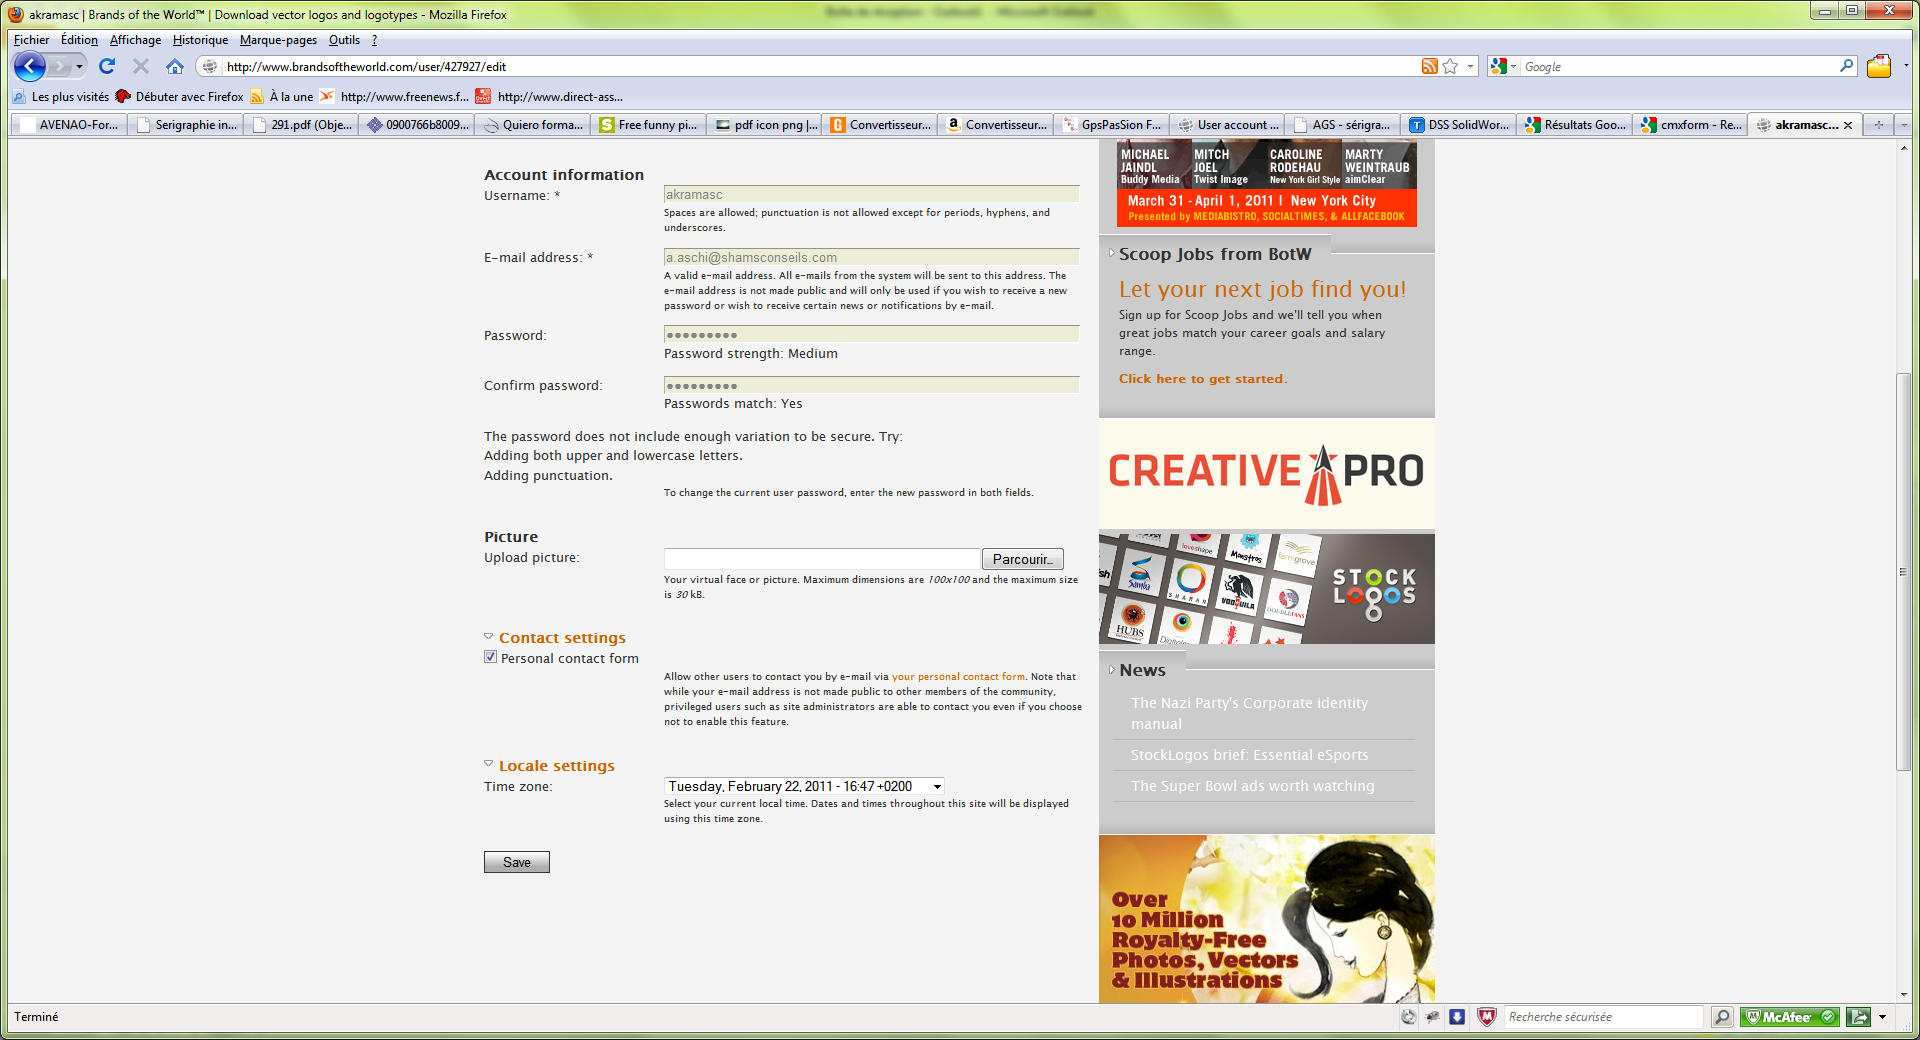 akramasc | Brands of the World™ | Download vector logos and logotypes - Mozilla Firefox
Fichier Édition Affichage Historique Marque-pages Outils ?
http://www.brandsoftheworld.com/user/427927/edit
Google
Les plus visités Débuter avec Firefox À la une http://www.freenews.f... http://www.direct-ass...
AVENAO-For... Serigraphie in... 291.pdf (Obje... 0900766b8009... Quiero forma... Free funny pi... pdf icon png |... Convertisseur... Convertisseur... GpsPasSion F... User account ... AGS - sérigra... DSS SolidWor... Résultats Goo... cmxform - Re... akramasc...
Account information
Username: *
akramasc
Spaces are allowed; punctuation is not allowed except for periods, hyphens, and
underscores.
E-mail address: *
a.aschi@shamsconseils.com
A valid e-mail address. All e-mails from the system will be sent to this address. The
e-mail address is not made public and will only be used if you wish to receive a new
password or wish to receive certain news or notifications by e-mail.
Password:
Password strength: Medium
Confirm password:
Passwords match: Yes
The password does not include enough variation to be secure. Try:
Adding both upper and lowercase letters.
Adding punctuation.
To change the current user password, enter the new password in both fields.
Picture
Upload picture:
Parcourir...
Your virtual face or picture. Maximum dimensions are 100x100 and the maximum size
is 30 kB.
Contact settings
Personal contact form
Allow other users to contact you by e-mail via your personal contact form. Note that
while your e-mail address is not made public to other members of the community,
privileged users such as site administrators are able to contact you even if you choose
not to enable this feature.
Locale settings
Time zone:
Tuesday, February 22, 2011 - 16:47 +0200
Select your current local time. Dates and times throughout this site will be displayed
using this time zone.
Save
MICHAEL JAINDL Buddy Media
MITCH JOEL Twist Image
CAROLINE RODEHAU New York Girl Style
MARTY WEINTRAUB aimClear
March 31 - April 1, 2011 | New York City
Presented by MEDIABISTRO, SOCIALTIMES, & ALLFACEBOOK
Scoop Jobs from BotW
Let your next job find you!
Sign up for Scoop Jobs and we'll tell you when
great jobs match your career goals and salary
range.
Click here to get started.
CREATIVE PRO
loveshape
Monstros
farmgrove
Samba
SHAMAN
VOODUILA
DOUBLEFANS
HUBS
STOCK
LOGOS
News
The Nazi Party's Corporate identity
manual
StockLogos brief: Essential eSports
The Super Bowl ads worth watching
Over
10 Million
Royalty-Free
Photos, Vectors
& Illustrations
Terminé
Recherche sécurisée
McAfee